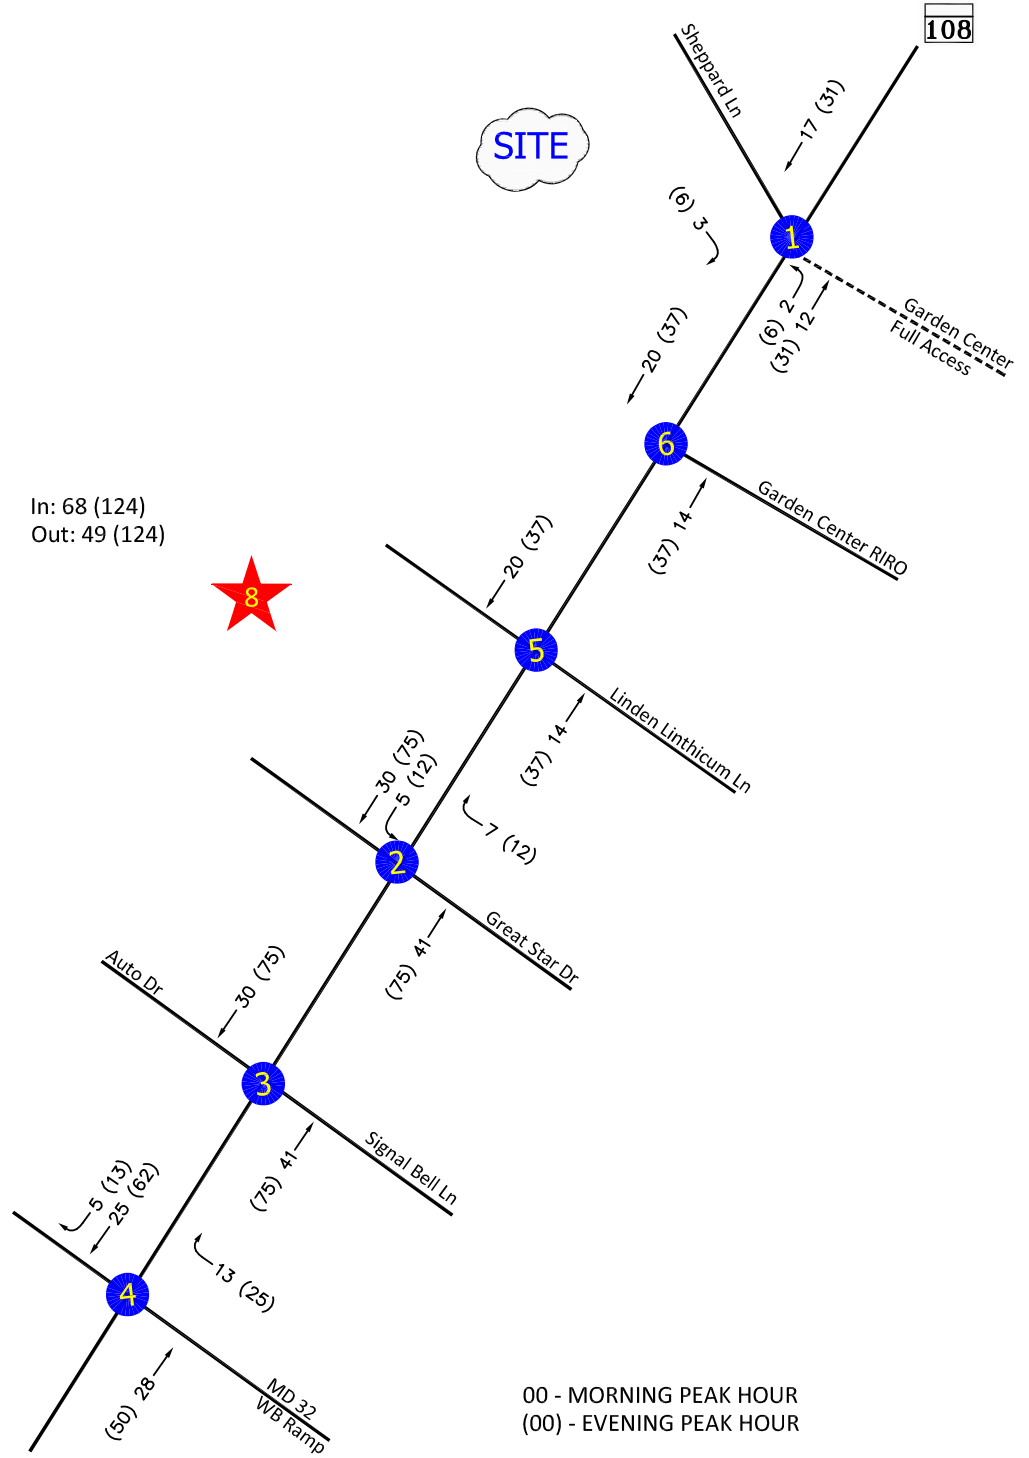 108
Sheppard Ln
17 (31)
SITE
(6) 3
1
(6) 2
(31) 12
Garden Center
Full Access
20 (37)
6
(37) 14
Garden Center RIRO
In: 68 (124)
Out: 49 (124)
8
20 (37)
5
(37) 14
Linden Linthicum Ln
30 (75)
5 (12)
7 (12)
2
(75) 41
Great Star Dr
Auto Dr
30 (75)
3
(75) 41
Signal Bell Ln
5 (13)
25 (62)
13 (25)
4
(50) 28
MD 32
WB Ramp
00 - MORNING PEAK HOUR
(00) - EVENING PEAK HOUR